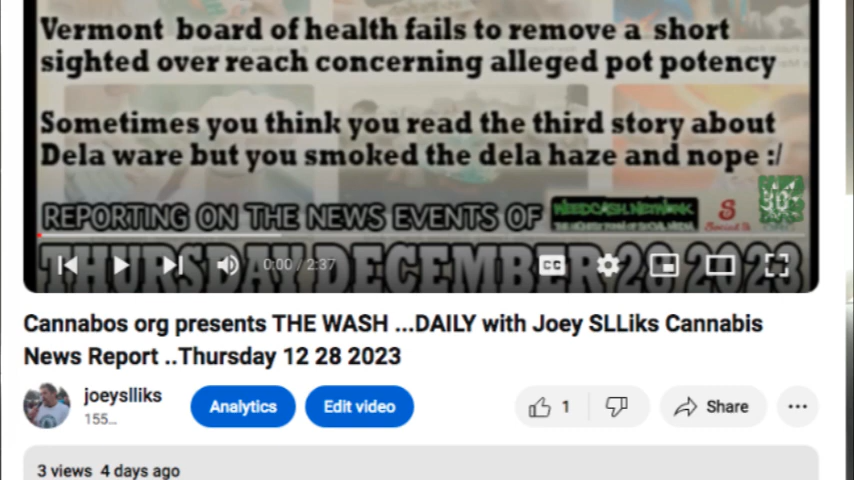 Vermont board of health fails to remove a short
sighted over reach concerning alleged pot potency
Sometimes you think you read the third story about
Dela ware but you smoked the dela haze and nope :/
REPORTING ON THE NEWS EVENTS OF WEEDCASH.NETWORK
THURSDAY DECEMBER 28 2023
0:00 / 2:37
CC
Cannabos org presents THE WASH ...DAILY with Joey SLLiks Cannabis
News Report ..Thursday 12 28 2023
joeyslliks
155...
Analytics
Edit video
1
Share
3 views 4 days ago